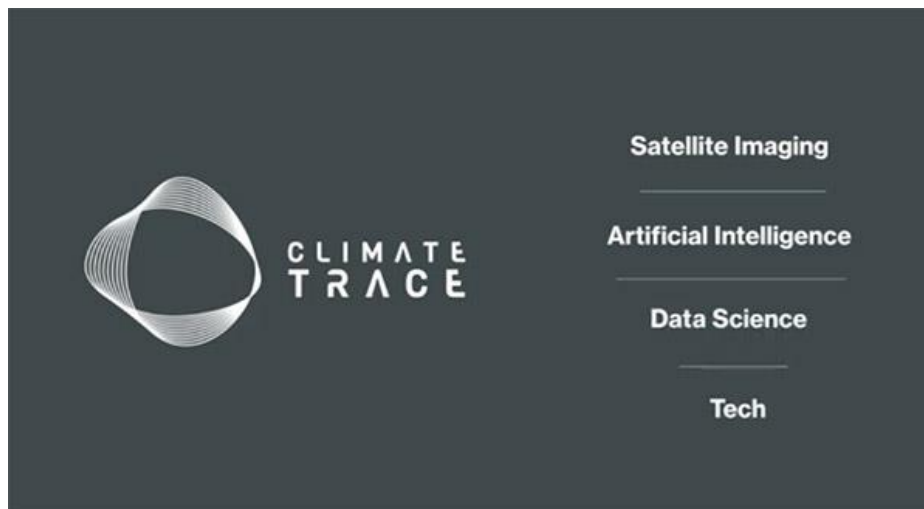 CLIMATE
TRACE
Satellite Imaging
Artificial Intelligence
Data Science
Tech